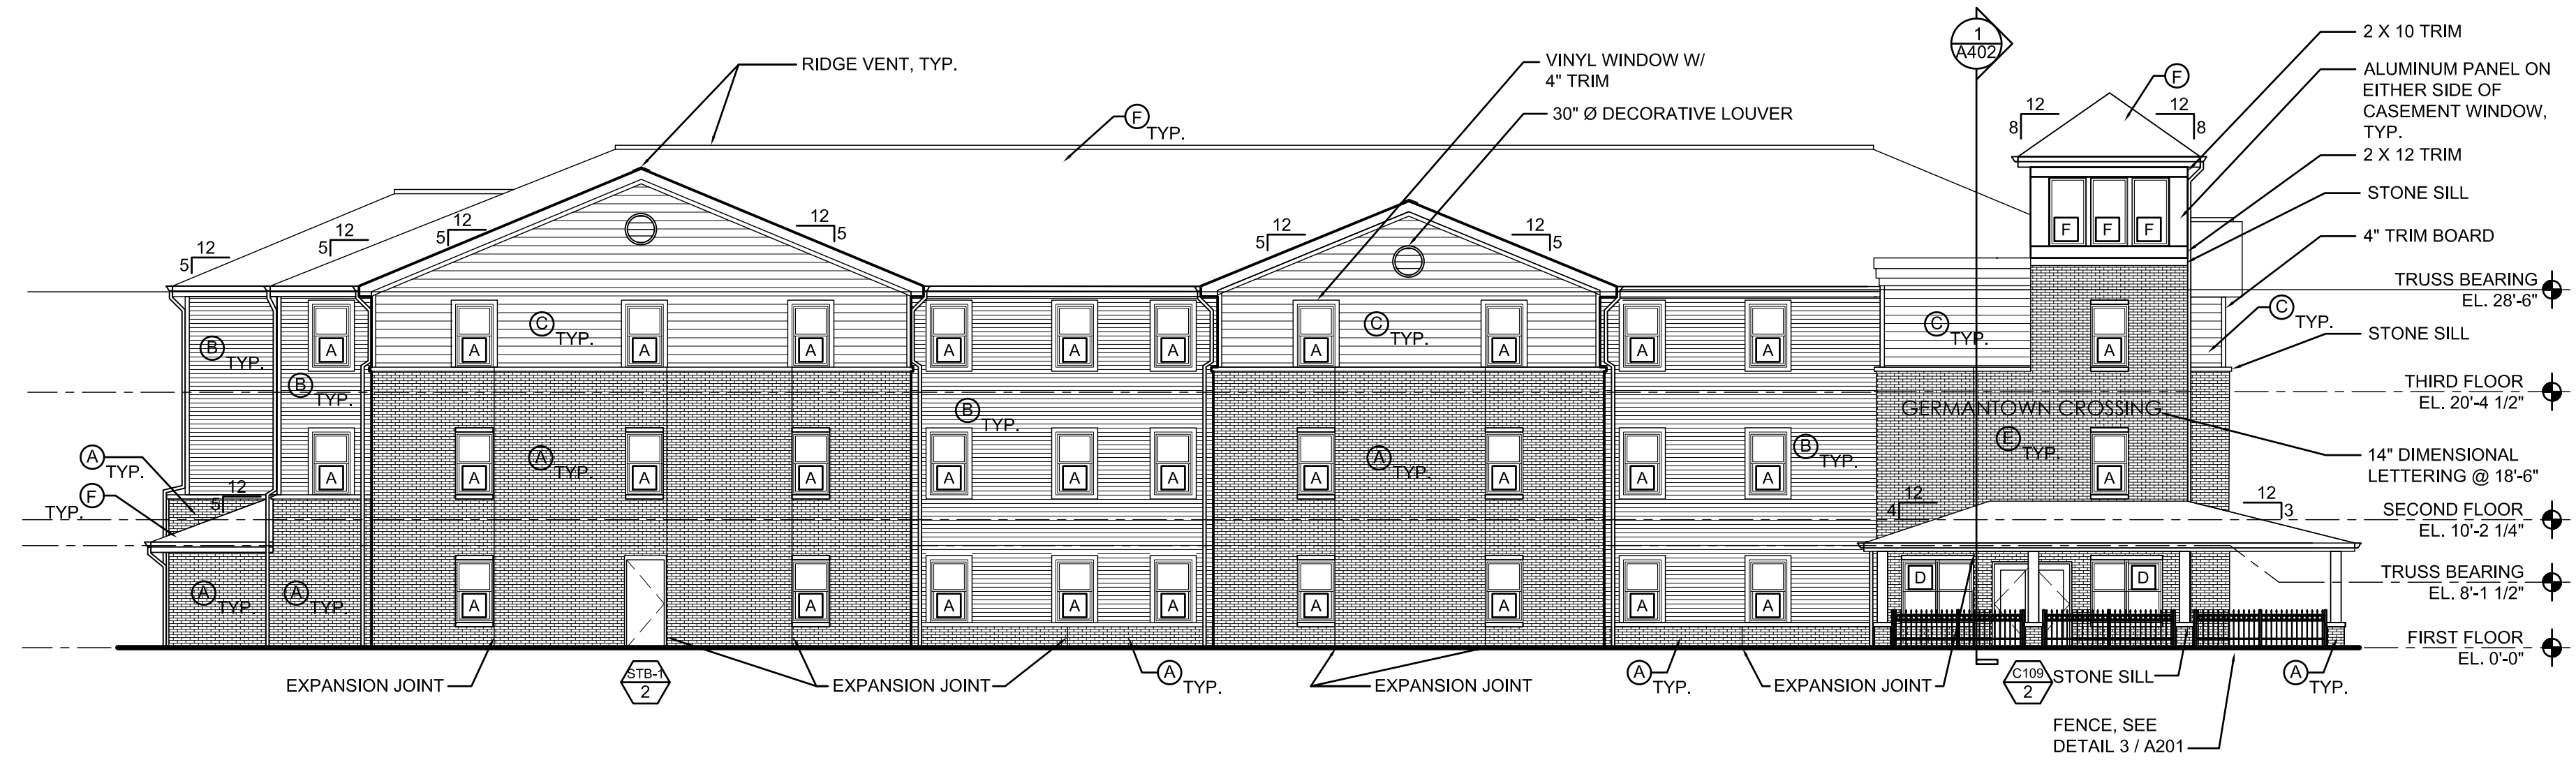 1
A402
2 X 10 TRIM
ALUMINUM PANEL ON
EITHER SIDE OF
CASEMENT WINDOW,
TYP.
2 X 12 TRIM
STONE SILL
4" TRIM BOARD
RIDGE VENT, TYP.
VINYL WINDOW W/
4" TRIM
30" Ø DECORATIVE LOUVER
F
TYP.
F
12
8
12
8
12
5
12
5
12
5
12
5
12
5
12
5
F F F
TRUSS BEARING
EL. 28'-6"
C
TYP.
STONE SILL
B
TYP.
A
A
C
TYP.
A
A
A
A
A
A
C
TYP.
A
A
A
C
TYP.
A
B
TYP.
THIRD FLOOR
EL. 20'-4 1/2"
B
TYP.
GERMANTOWN CROSSING
A
TYP.
A
A
A
TYP.
A
A
A
A
A
A
A
TYP.
A
A
A
B
TYP.
E
TYP.
A
14" DIMENSIONAL
LETTERING @ 18'-6"
F
TYP.
12
5
12
4
12
3
SECOND FLOOR
EL. 10'-2 1/4"
TRUSS BEARING
EL. 8'-1 1/2"
A
TYP.
A
TYP.
A
A
A
A
A
A
A
A
A
D
D
FIRST FLOOR
EL. 0'-0"
EXPANSION JOINT
STB-1
2
EXPANSION JOINT
A
TYP.
EXPANSION JOINT
A
TYP.
EXPANSION JOINT
C109
2
STONE SILL
A
TYP.
FENCE, SEE
DETAIL 3 / A201